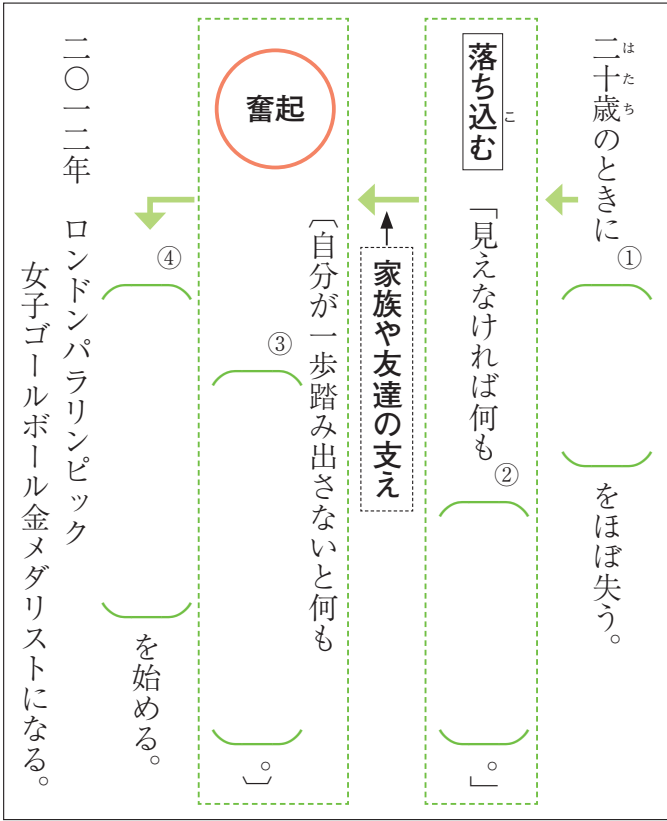 二十歳のときに①( )をほぼ失う。
はたち
落ち込む
こ
「見えなければ何も②( )。」
家族や友達の支え
奮起
〔自分が一歩踏み出さないと何も
③( )。〕
④( )を始める。
二〇一二年 ロンドンパラリンピック
女子ゴールボール金メダリストになる。